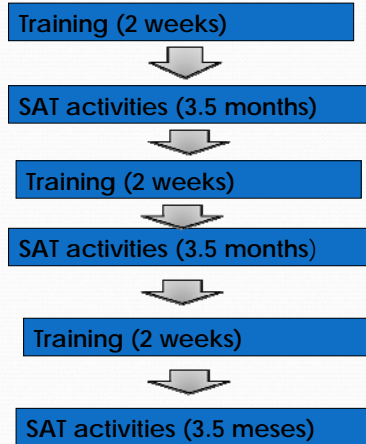 Training (2 weeks)
SAT activities (3.5 months)
Training (2 weeks)
SAT activities (3.5 months)
Training (2 weeks)
SAT activities (3.5 meses)